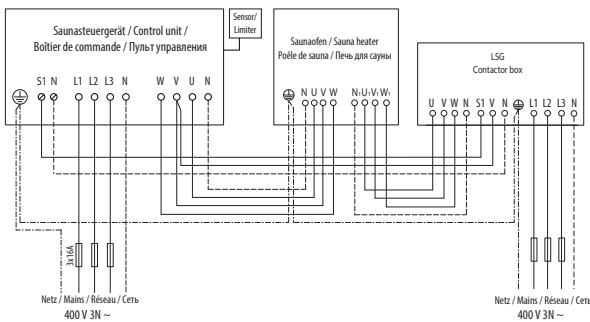 Saunasteuergerät / Control unit /
Boîtier de commande / Пульт управления
Sensor/
Limiter
Saunaofen / Sauna heater
Poêle de sauna / Печь для сауны
LSG
Contactor box
S1 N L1 L2 L3 N W V U N
N U V W N1 U1 V1 W1
U V W N S1 V N L1 L2 L3 N
3x16A
Netz / Mains / Réseau / Сеть
400 V 3N ~
Netz / Mains / Réseau / Сеть
400 V 3N ~